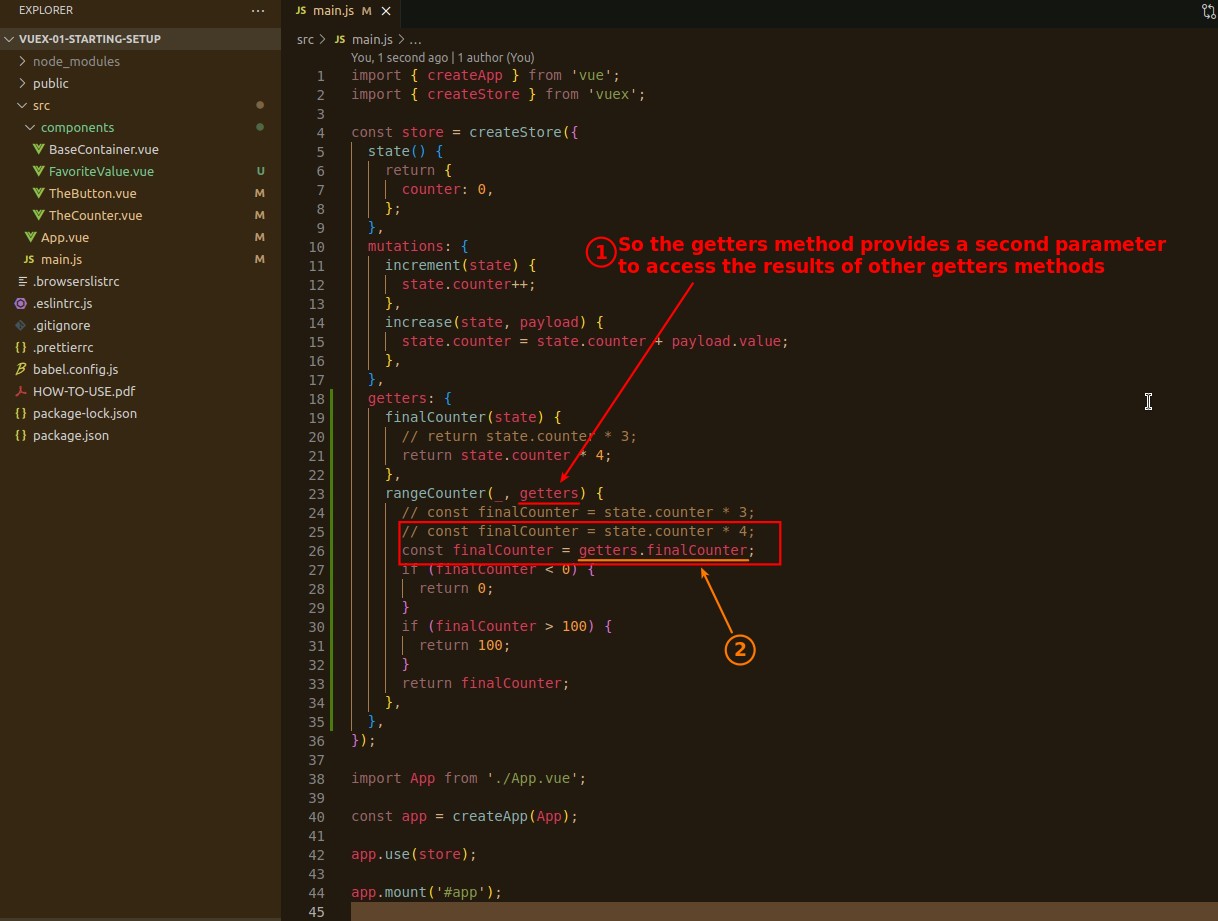 EXPLORER
VUEX-01-STARTING-SETUP
node_modules
public
src
components
BaseContainer.vue
FavoriteValue.vue U
TheButton.vue M
TheCounter.vue M
App.vue M
JS main.js M
.browserslistrc
.eslintrc.js
.gitignore
{} .prettierrc
babel.config.js
HOW-TO-USE.pdf
{} package-lock.json
{} package.json
JS main.js M
src > JS main.js > ...
You, 1 second ago | 1 author (You)
1 import { createApp } from 'vue';
2 import { createStore } from 'vuex';
3
4 const store = createStore({
5 state() {
6 return {
7 counter: 0,
8 };
9 },
10 mutations: {
11 increment(state) {
12 state.counter++;
13 },
14 increase(state, payload) {
15 state.counter = state.counter + payload.value;
16 },
17 },
18 getters: {
19 finalCounter(state) {
20 // return state.counter * 3;
21 return state.counter * 4;
22 },
23 rangeCounter(_, getters) {
24 // const finalCounter = state.counter * 3;
25 // const finalCounter = state.counter * 4;
26 const finalCounter = getters.finalCounter;
27 if (finalCounter < 0) {
28 return 0;
29 }
30 if (finalCounter > 100) {
31 return 100;
32 }
33 return finalCounter;
34 },
35 },
36 });
37
38 import App from './App.vue';
39
40 const app = createApp(App);
41
42 app.use(store);
43
44 app.mount('#app');
45
1 So the getters method provides a second parameter
to access the results of other getters methods
2